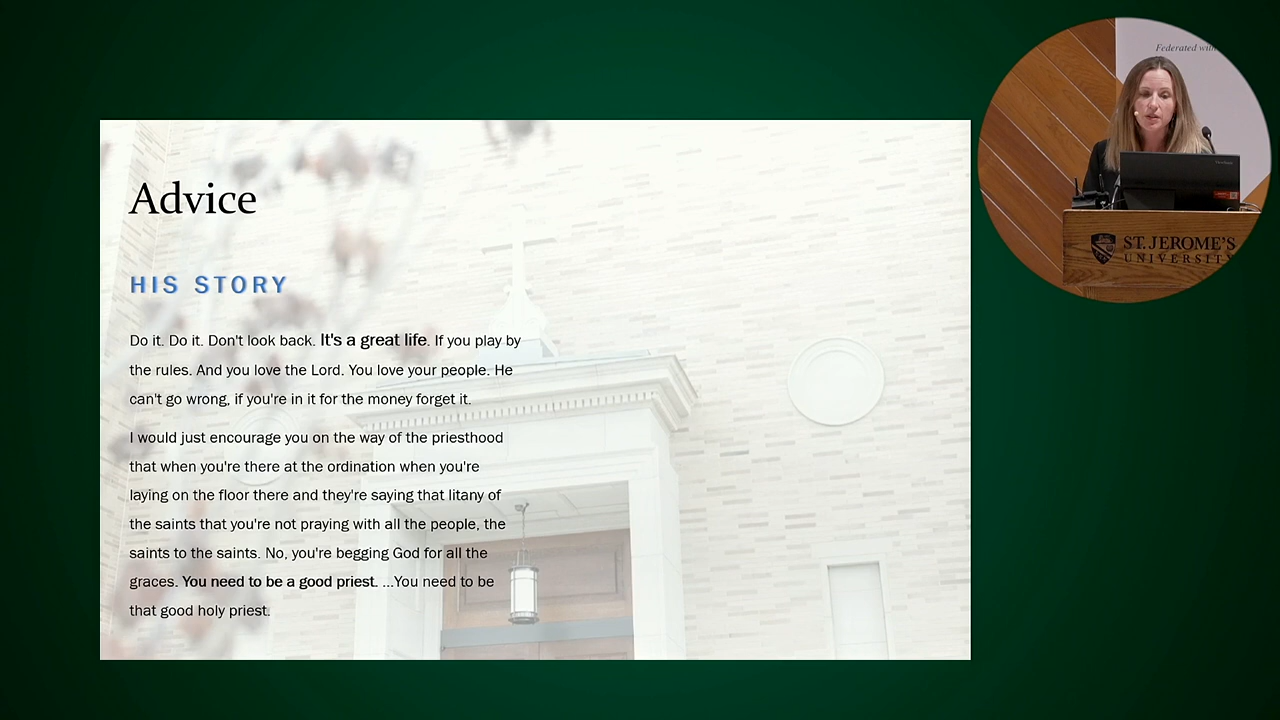 Advice
HIS STORY
Do it. Do it. Don't look back. It's a great life. If you play by
the rules. And you love the Lord. You love your people. He
can't go wrong, if you're in it for the money forget it.
I would just encourage you on the way of the priesthood
that when you're there at the ordination when you're
laying on the floor there and they're saying that litany of
the saints that you're not praying with all the people, the
saints to the saints. No, you're begging God for all the
graces. You need to be a good priest. ...You need to be
that good holy priest.
Federated with
ST. JEROME'S
UNIVERSITY